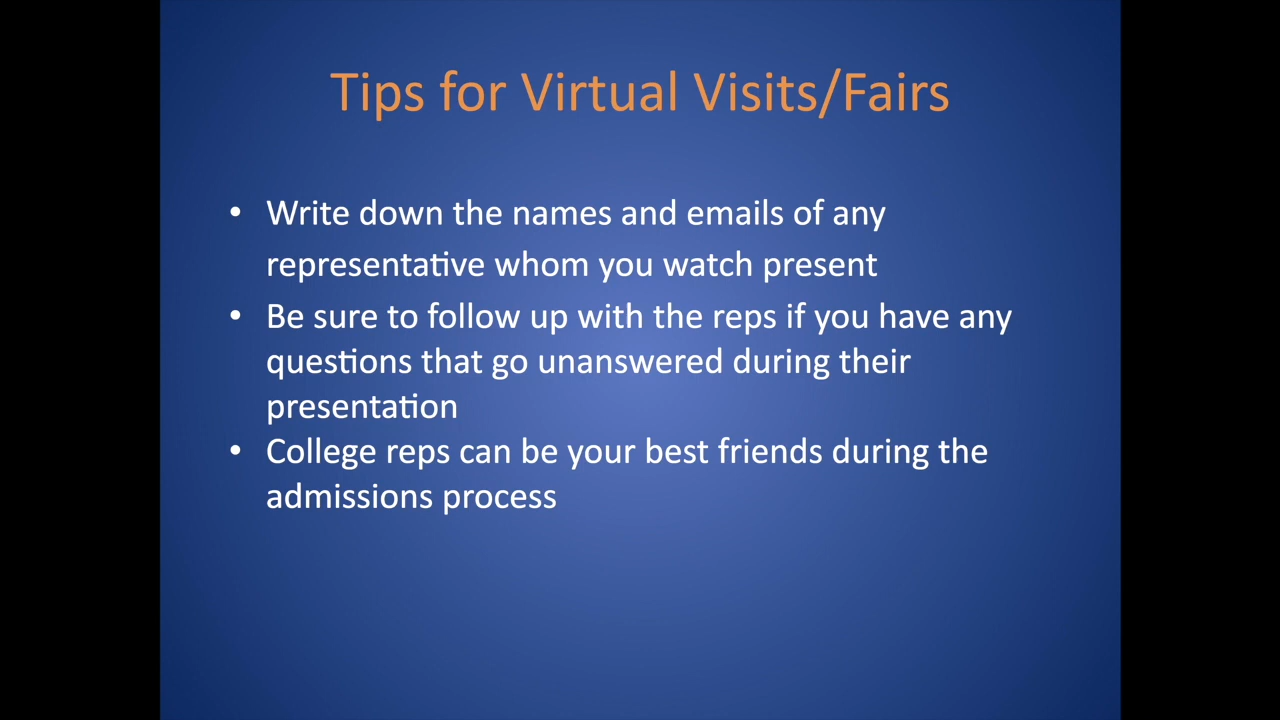 Tips for Virtual Visits/Fairs
• Write down the names and emails of any
representative whom you watch present
• Be sure to follow up with the reps if you have any
questions that go unanswered during their
presentation
• College reps can be your best friends during the
admissions process